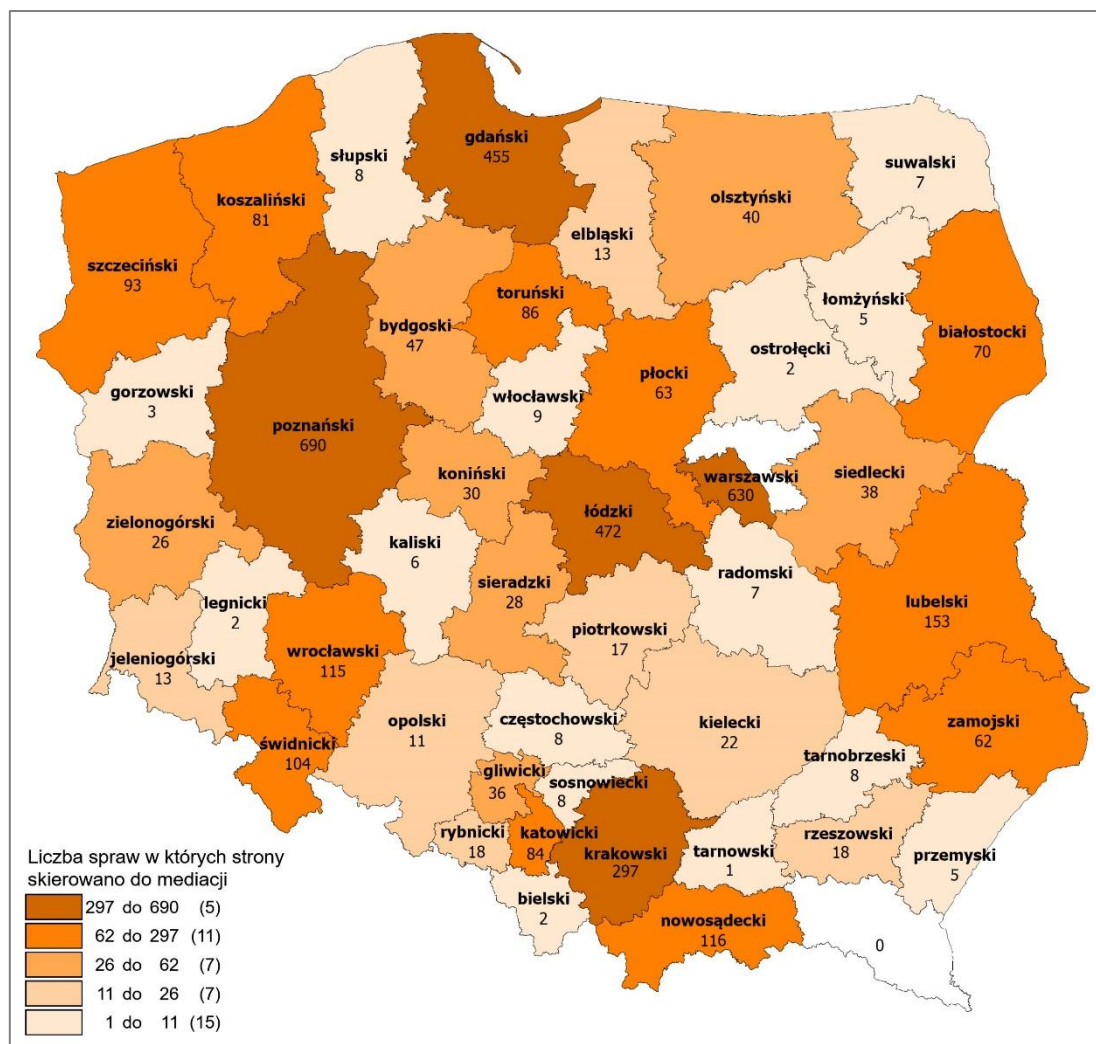 gdański
455
słupski
8
suwalski
7
koszaliński
81
olsztyński
40
elbląski
13
szczeciński
93
toruński
86
łomżyński
5
bydgoski
47
białostocki
70
ostrołęcki
2
płocki
63
gorzowski
3
włocławski
9
poznański
690
koniński
30
warszawski
630
siedlecki
38
łódzki
472
zielonogórski
26
kaliski
6
sieradzki
28
radomski
7
legnicki
2
lubelski
153
piotrkowski
17
wrocławski
115
jeleniogórski
13
opolski
11
częstochowski
8
kielecki
22
zamojski
62
świdnicki
104
tarnobrzeski
8
gliwicki
36
sosnowiecki
8
rybnicki
18
katowicki
84
krakowski
297
tarnowski
1
rzeszowski
18
przemyski
5
bielski
2
nowosądecki
116
0
Liczba spraw w których strony
skierowano do mediacji
297 do 690 (5)
62 do 297 (11)
26 do 62 (7)
11 do 26 (7)
1 do 11 (15)